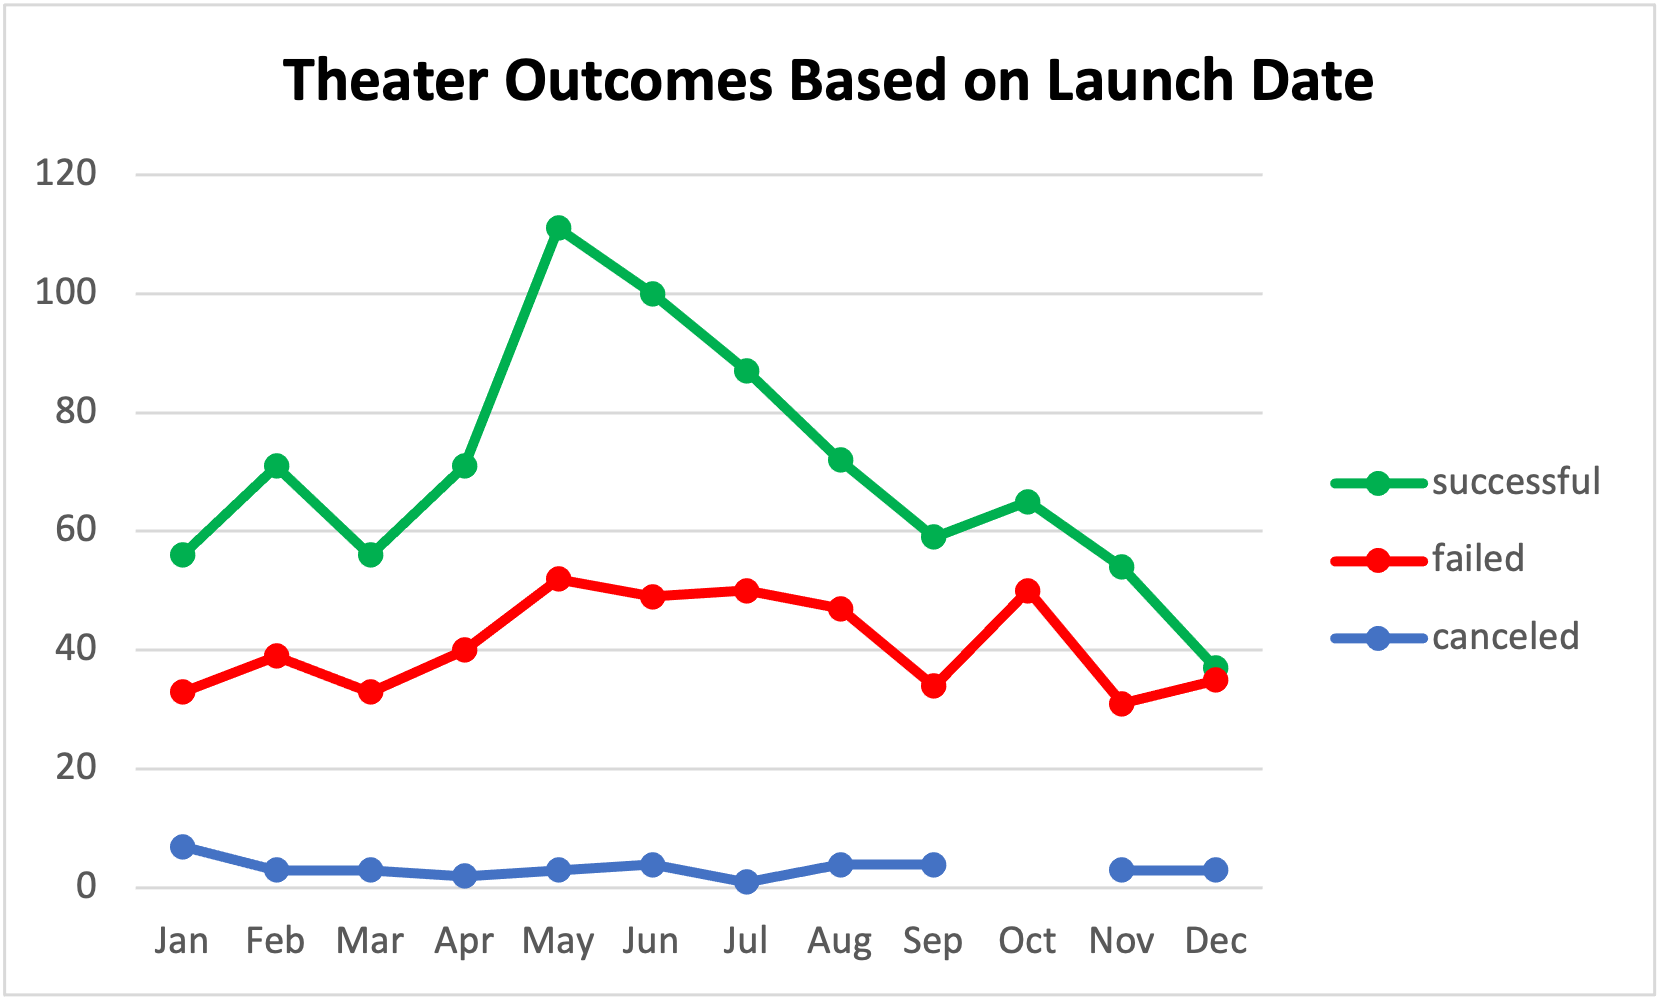 Theater Outcomes Based on Launch Date
120
100
80
60
40
20
0
Jan Feb Mar Apr May Jun Jul Aug Sep Oct Nov Dec
successful
failed
canceled